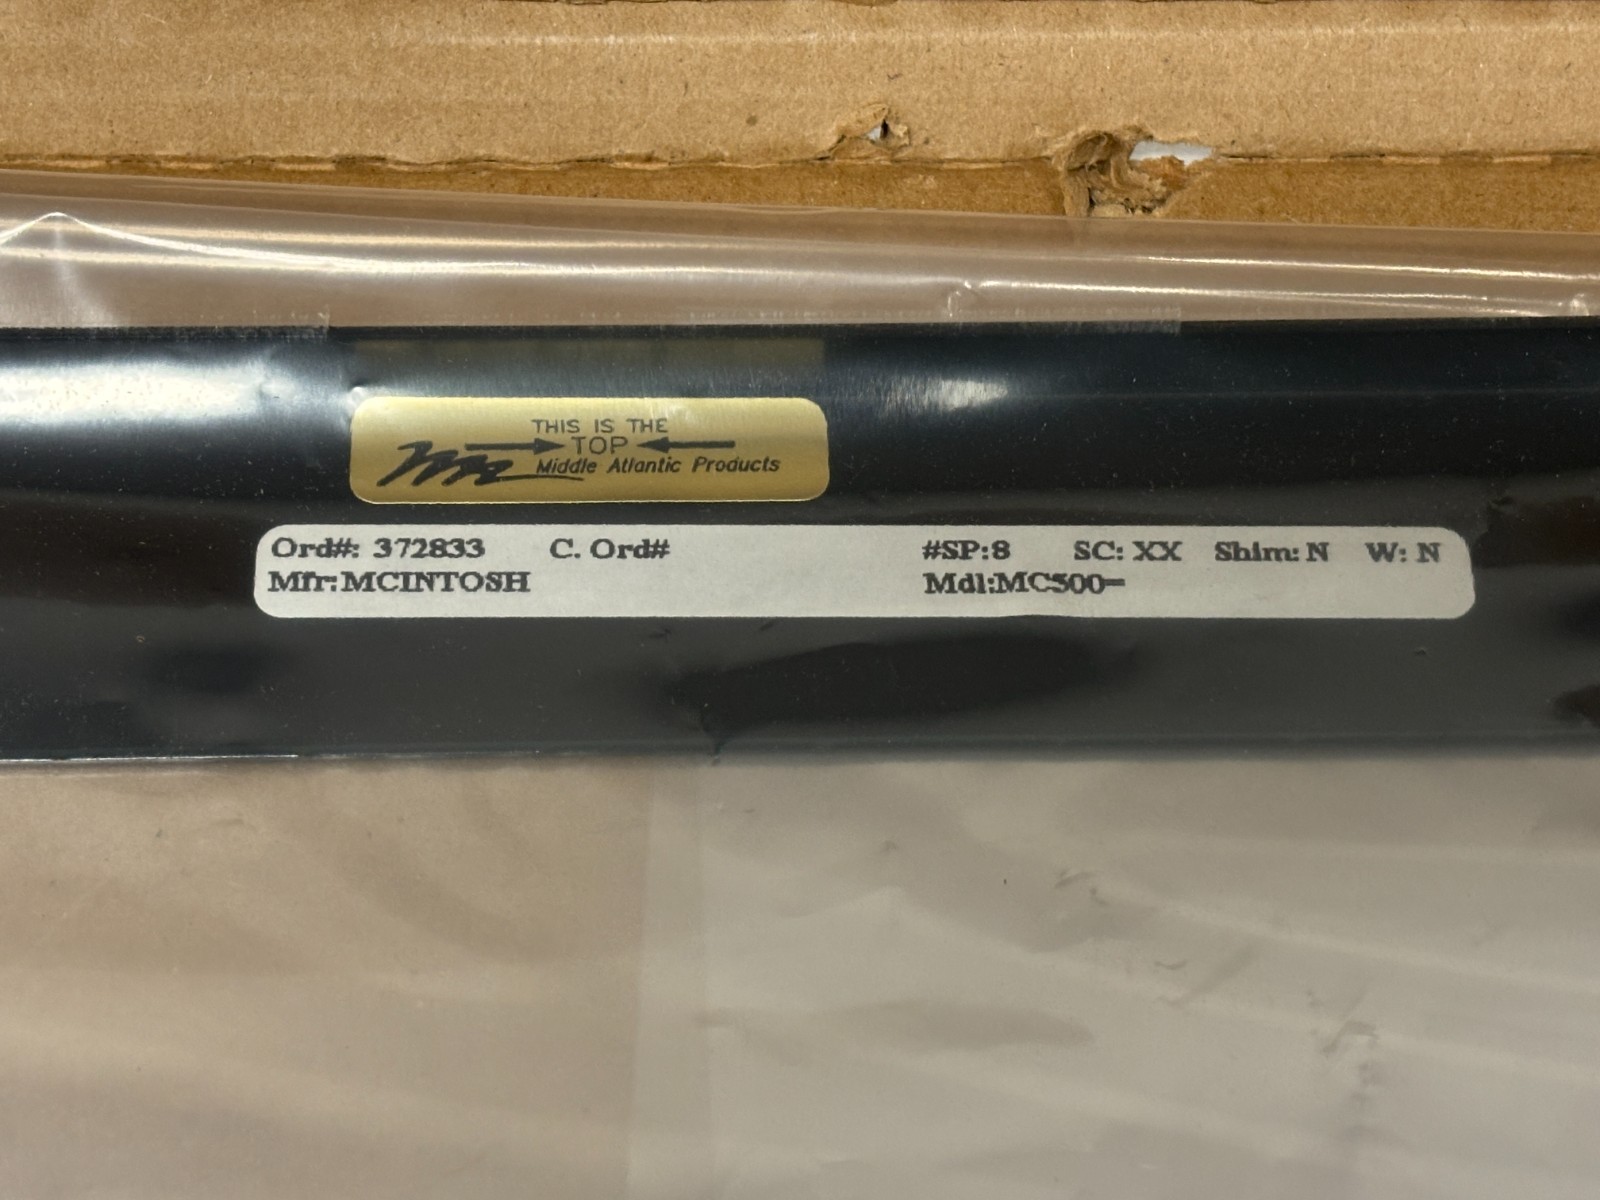 THIS IS THE
TOP
Middle Atlantic Products
Ord#: 372833 C. Ord# #SP:8 SC: XX Shim: N W: N
Mfr:MCINTOSH Mdl:MC500-